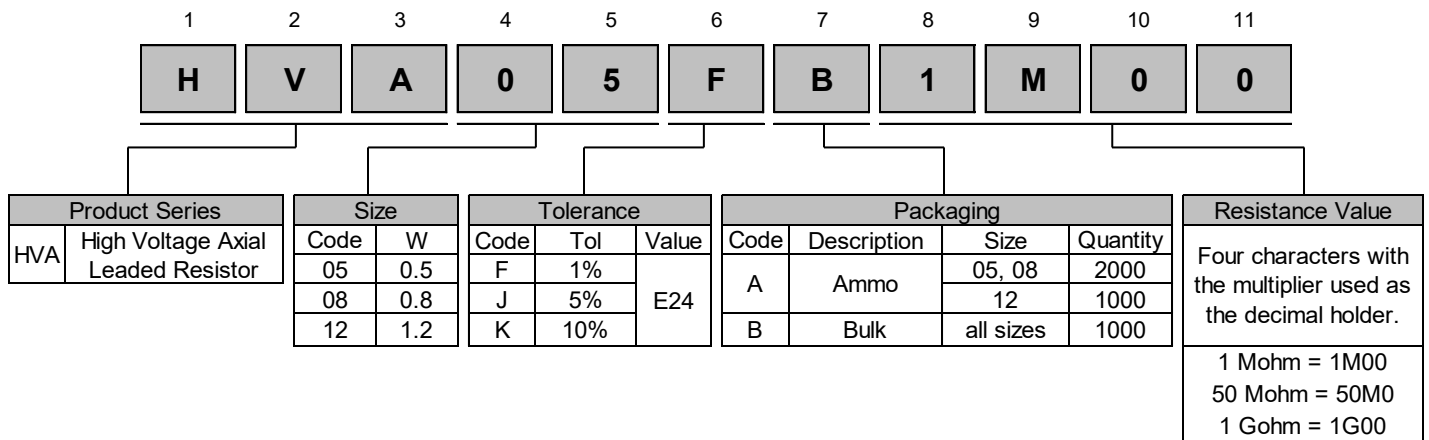 1 2 3 4 5 6 7 8 9 10 11
H V A 0 5 F B 1 M 0 0
Product Series
HVA High Voltage Axial
Leaded Resistor
Size
Code W
05 0.5
08 0.8
12 1.2
Tolerance
Code Tol Value
F 1%
J 5% E24
K 10%
Packaging
Code Description Size Quantity
A Ammo 05, 08 2000
12 1000
B Bulk all sizes 1000
Resistance Value
Four characters with
the multiplier used as
the decimal holder.
1 Mohm = 1M00
50 Mohm = 50M0
1 Gohm = 1G00